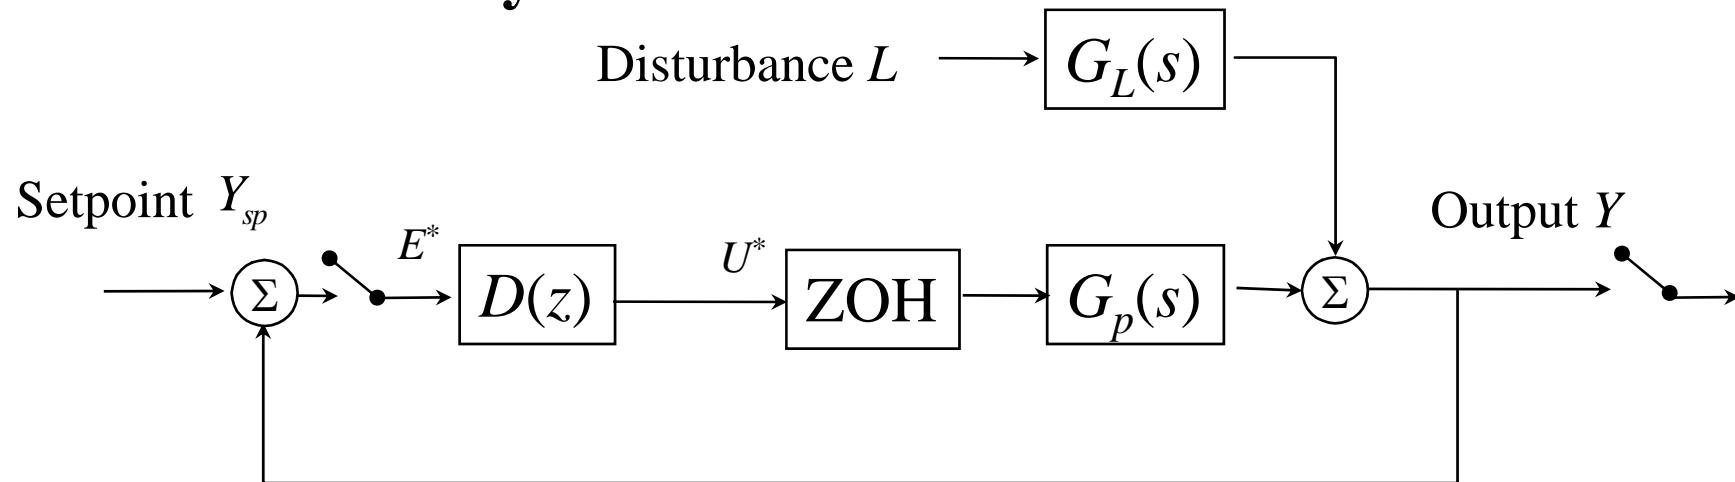 Disturbance L
G_L(s)
Setpoint Y_sp
Output Y
Σ
E*
D(z)
U*
ZOH
G_p(s)
Σ